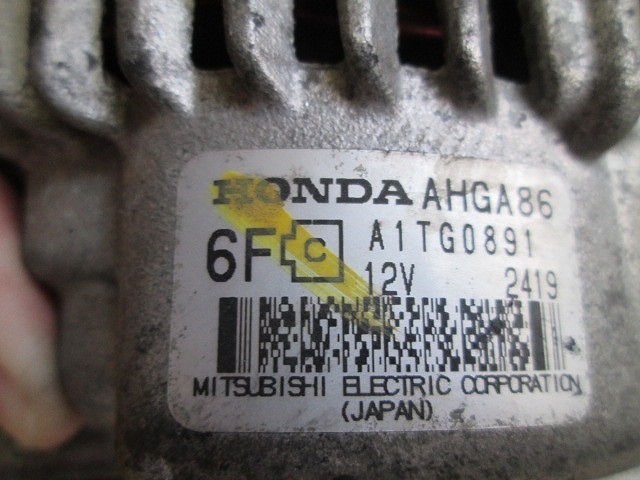 HONDA AHGA86
6F C A1TG0891
12V 2419
MITSUBISHI ELECTRIC CORPORATION
(JAPAN)